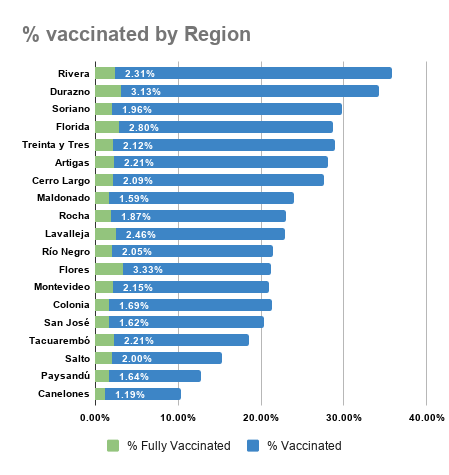 % vaccinated by Region
Rivera 2.31%
Durazno 3.13%
Soriano 1.96%
Florida 2.80%
Treinta y Tres 2.12%
Artigas 2.21%
Cerro Largo 2.09%
Maldonado 1.59%
Rocha 1.87%
Lavalleja 2.46%
Río Negro 2.05%
Flores 3.33%
Montevideo 2.15%
Colonia 1.69%
San José 1.62%
Tacuarembó 2.21%
Salto 2.00%
Paysandú 1.64%
Canelones 1.19%
0.00% 10.00% 20.00% 30.00% 40.00%
% Fully Vaccinated % Vaccinated